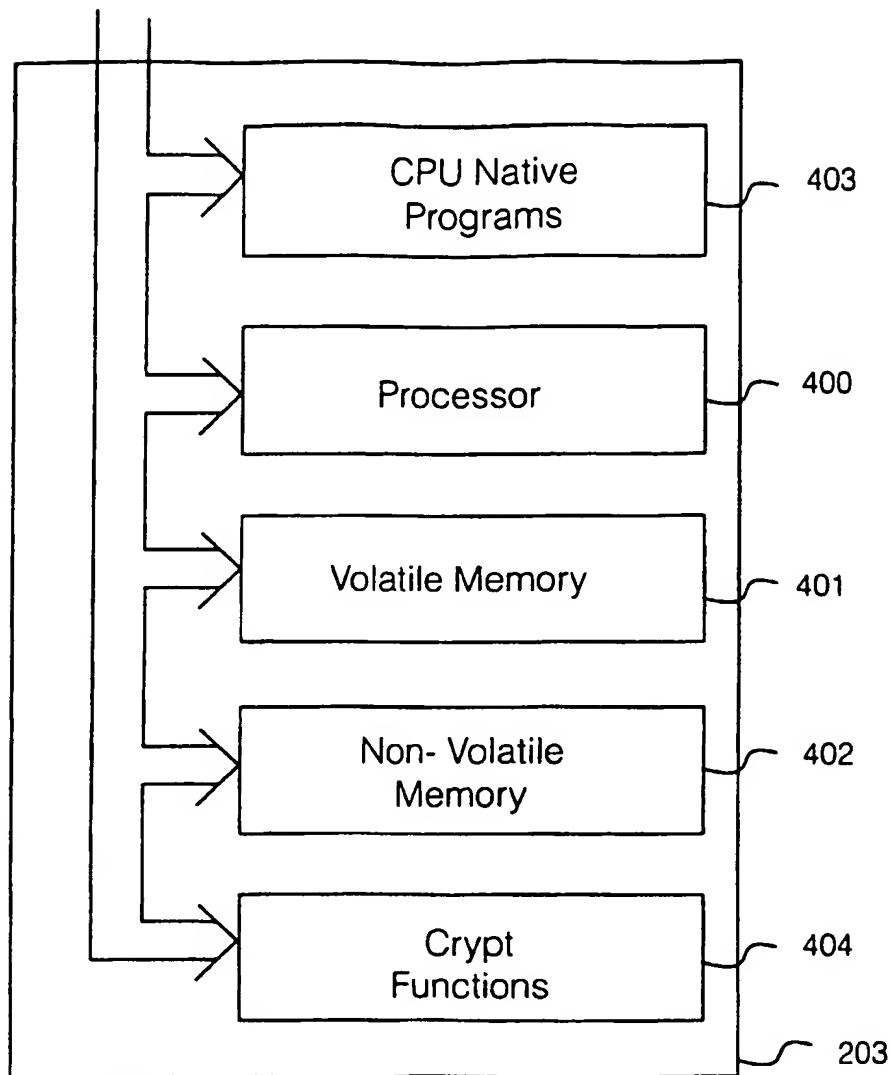 CPU Native
Programs
403
Processor
400
Volatile Memory
401
Non- Volatile
Memory
402
Crypt
Functions
404
203